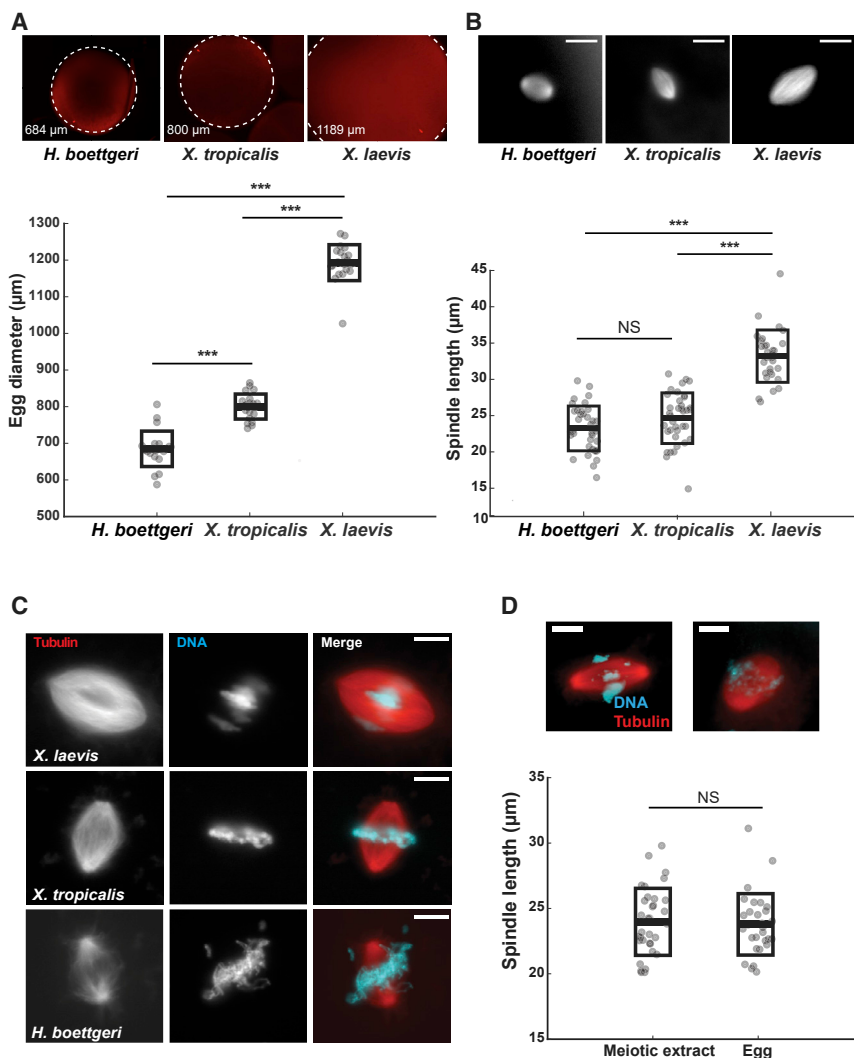 A
684 µm
800 µm
1189 µm
H. boettgeri
X. tropicalis
X. laevis
***
***
***
Egg diameter (µm)
1300
1200
1100
1000
900
800
700
600
500
H. boettgeri
X. tropicalis
X. laevis
B
H. boettgeri
X. tropicalis
X. laevis
***
***
NS
Spindle length (µm)
45
40
35
30
25
20
15
10
H. boettgeri
X. tropicalis
X. laevis
C
Tubulin
DNA
Merge
X. laevis
X. tropicalis
H. boettgeri
D
DNA
Tubulin
NS
Spindle length (µm)
35
30
25
20
15
Meiotic extract
Egg